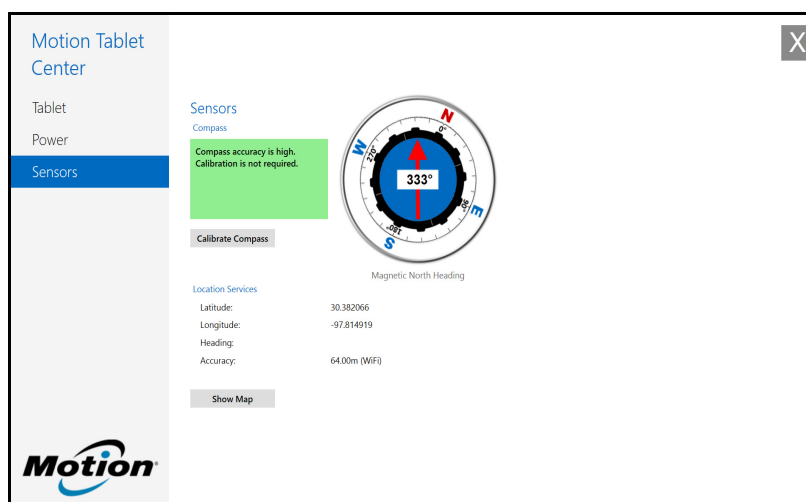 Motion Tablet
Center
X
Tablet
Power
Sensors
Sensors
Compass
Compass accuracy is high.
Calibration is not required.
Calibrate Compass
N
0°
W
270°
333°
90°
E
180°
S
Magnetic North Heading
Location Services
Latitude: 30.382066
Longitude: -97.814919
Heading:
Accuracy: 64.00m (WiFi)
Show Map
Motion